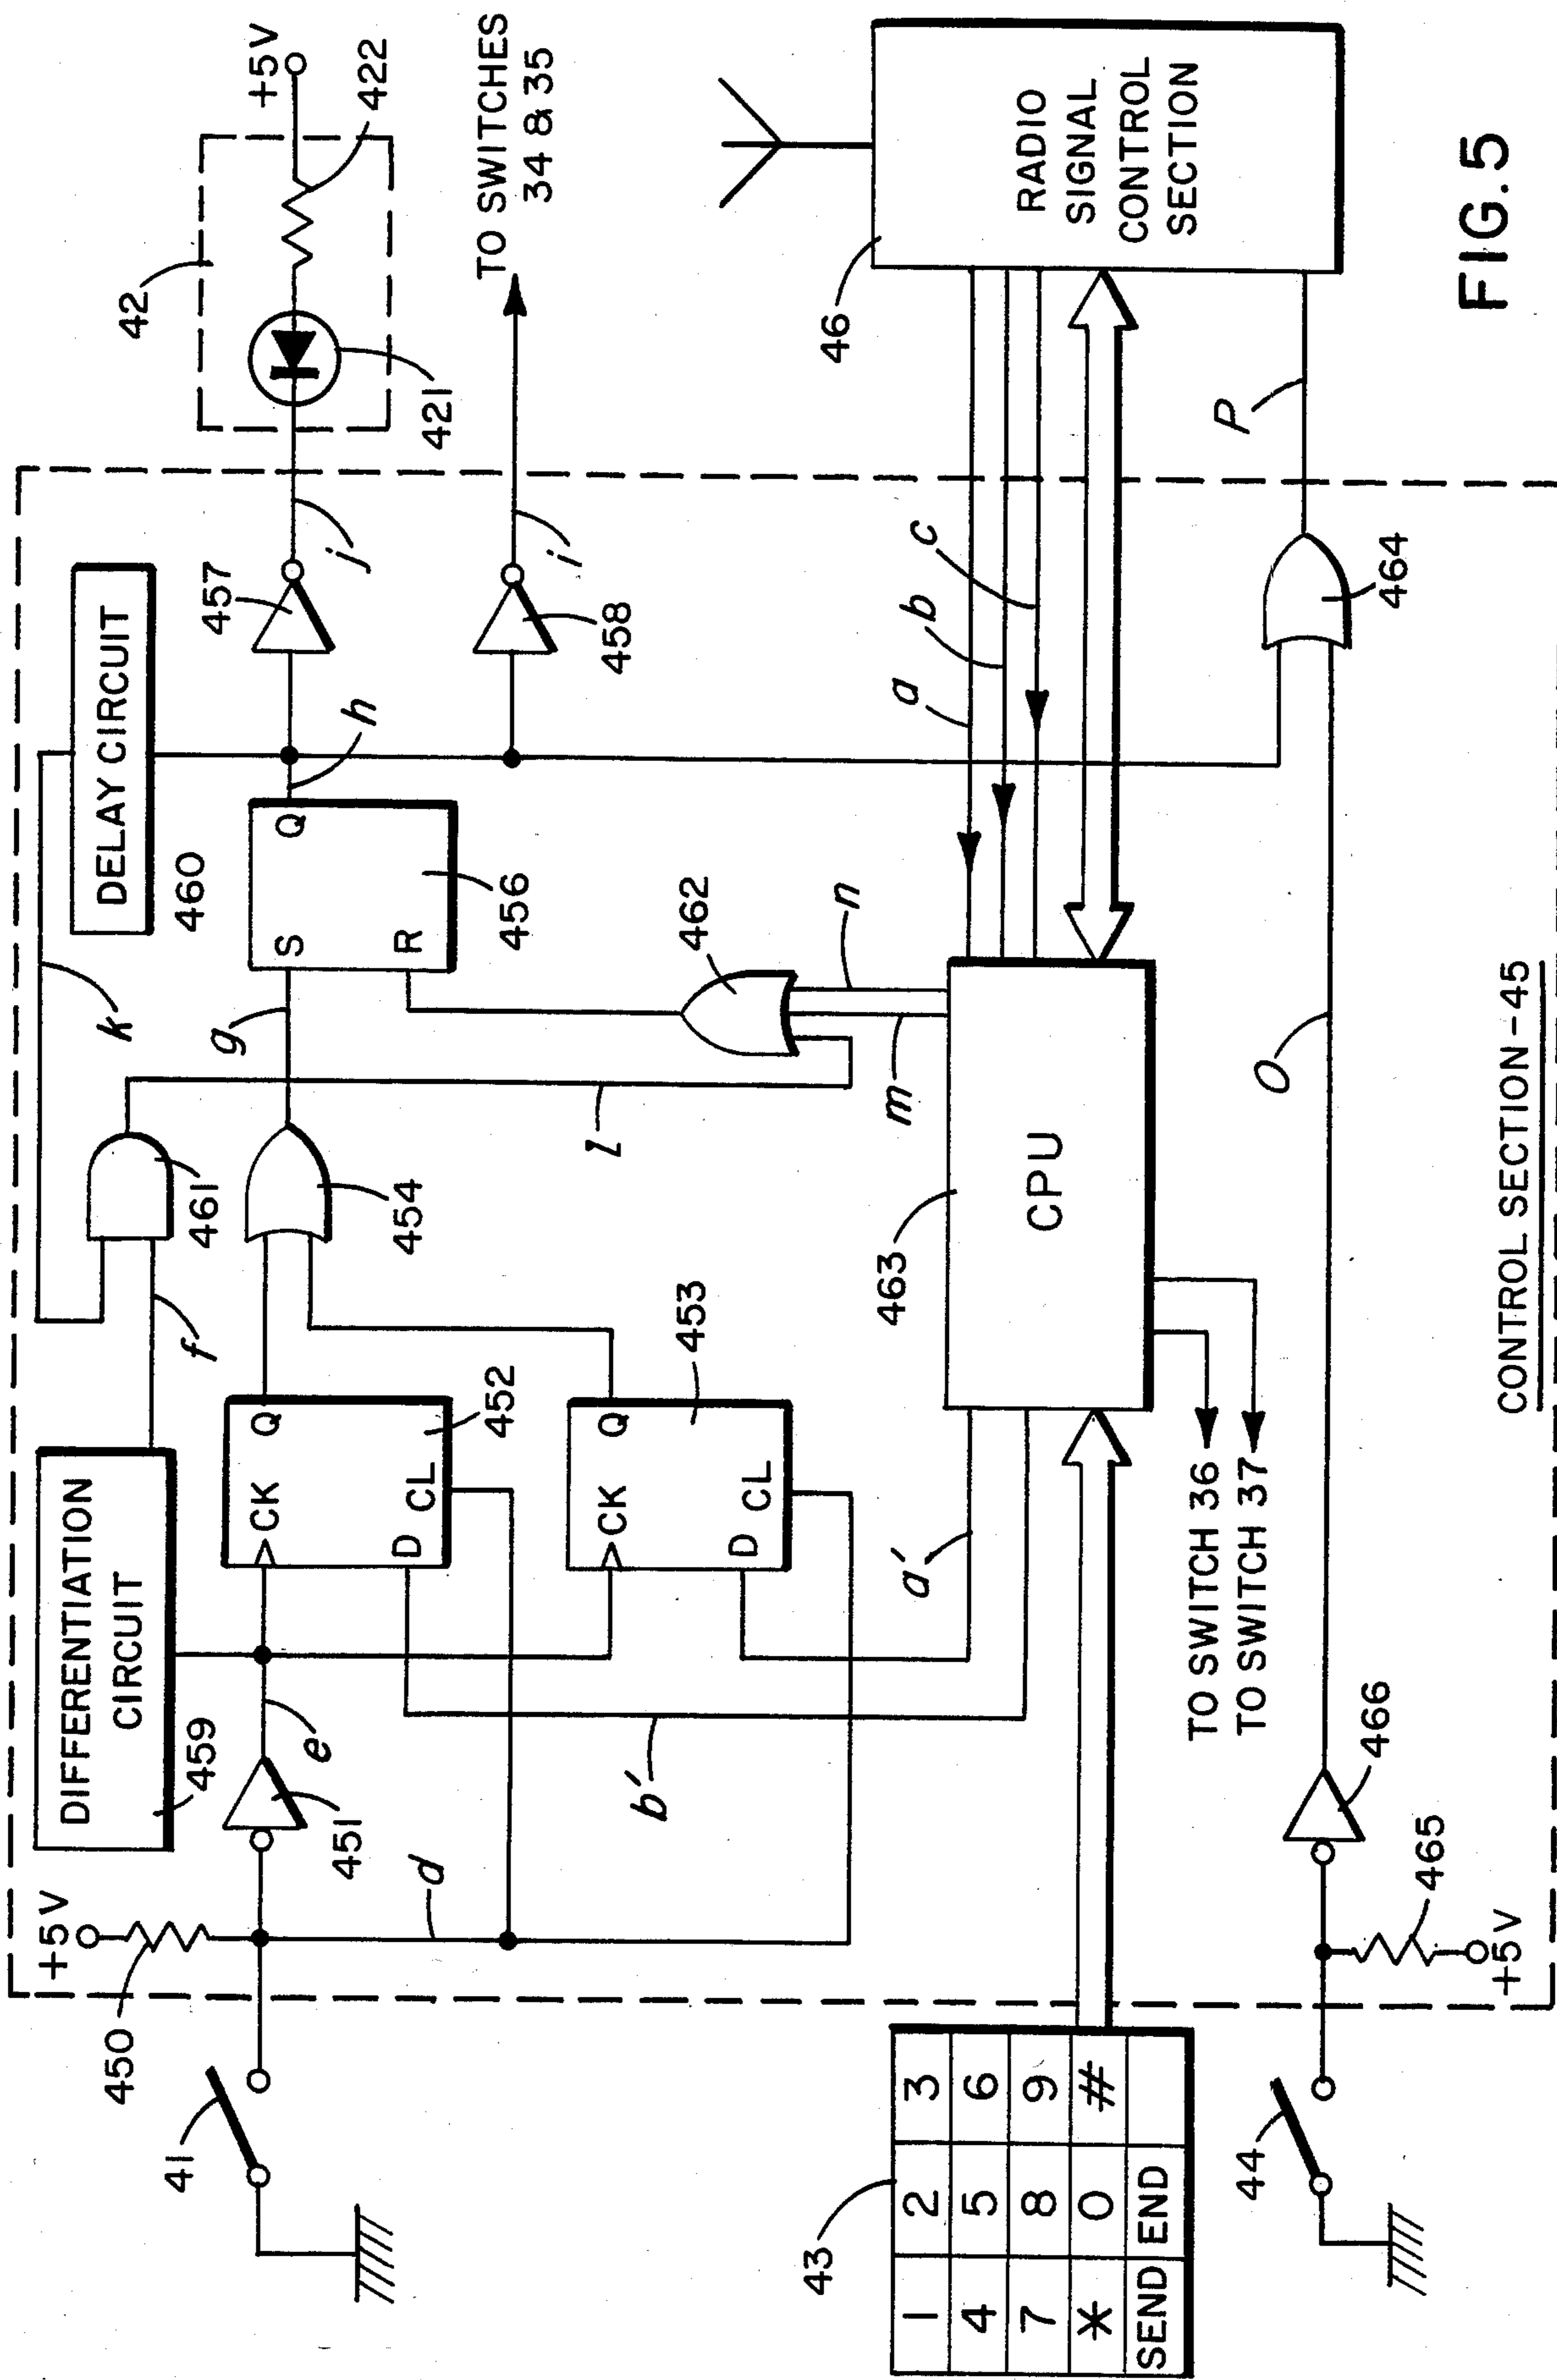 +5V
450
41
DIFFERENTIATION
CIRCUIT
459
451
e
d
f
k
461
CK
Q
D
CL
452
CK
Q
D
CL
453
454
g
l
DELAY CIRCUIT
460
S
Q
R
456
h
457
j
458
i
42
421
422
+5V
TO SWITCHES
34 & 35
462
n
m
b'
a'
463
CPU
a
b
c
46
RADIO
SIGNAL
CONTROL
SECTION
43
1 2 3
4 5 6
7 8 9
* 0 #
SEND END
TO SWITCH 36
TO SWITCH 37
44
465
+5V
466
O
464
P
CONTROL SECTION-45
FIG.5